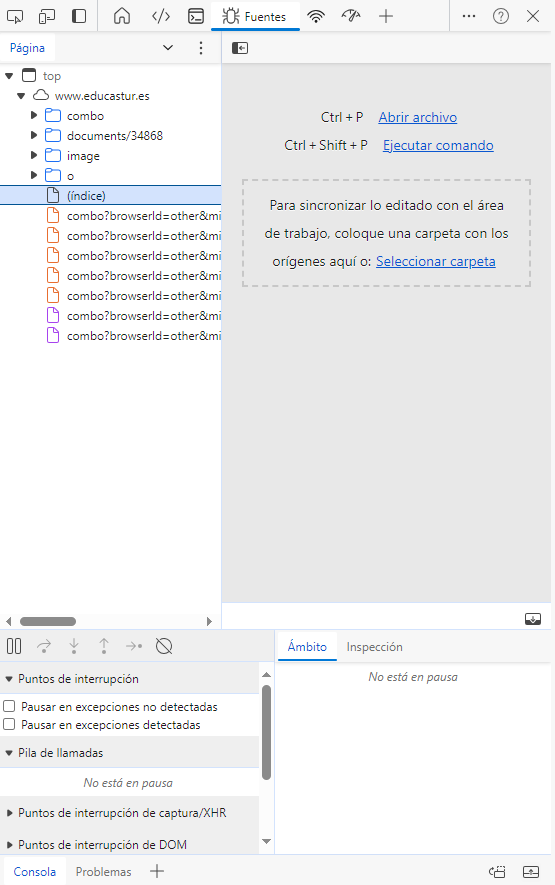 Fuentes
Página
top
www.educastur.es
combo
documents/34868
image
o
(índice)
combo?browserId=other&mi
combo?browserId=other&mi
combo?browserId=other&mi
combo?browserId=other&mi
combo?browserId=other&mi
combo?browserId=other&mi
combo?browserId=other&mi
Ctrl + P Abrir archivo
Ctrl + Shift + P Ejecutar comando
Para sincronizar lo editado con el área
de trabajo, coloque una carpeta con los
orígenes aquí o: Seleccionar carpeta
Ámbito Inspección
No está en pausa
Puntos de interrupción
Pausar en excepciones no detectadas
Pausar en excepciones detectadas
Pila de llamadas
No está en pausa
Puntos de interrupción de captura/XHR
Puntos de interrupción de DOM
Consola Problemas